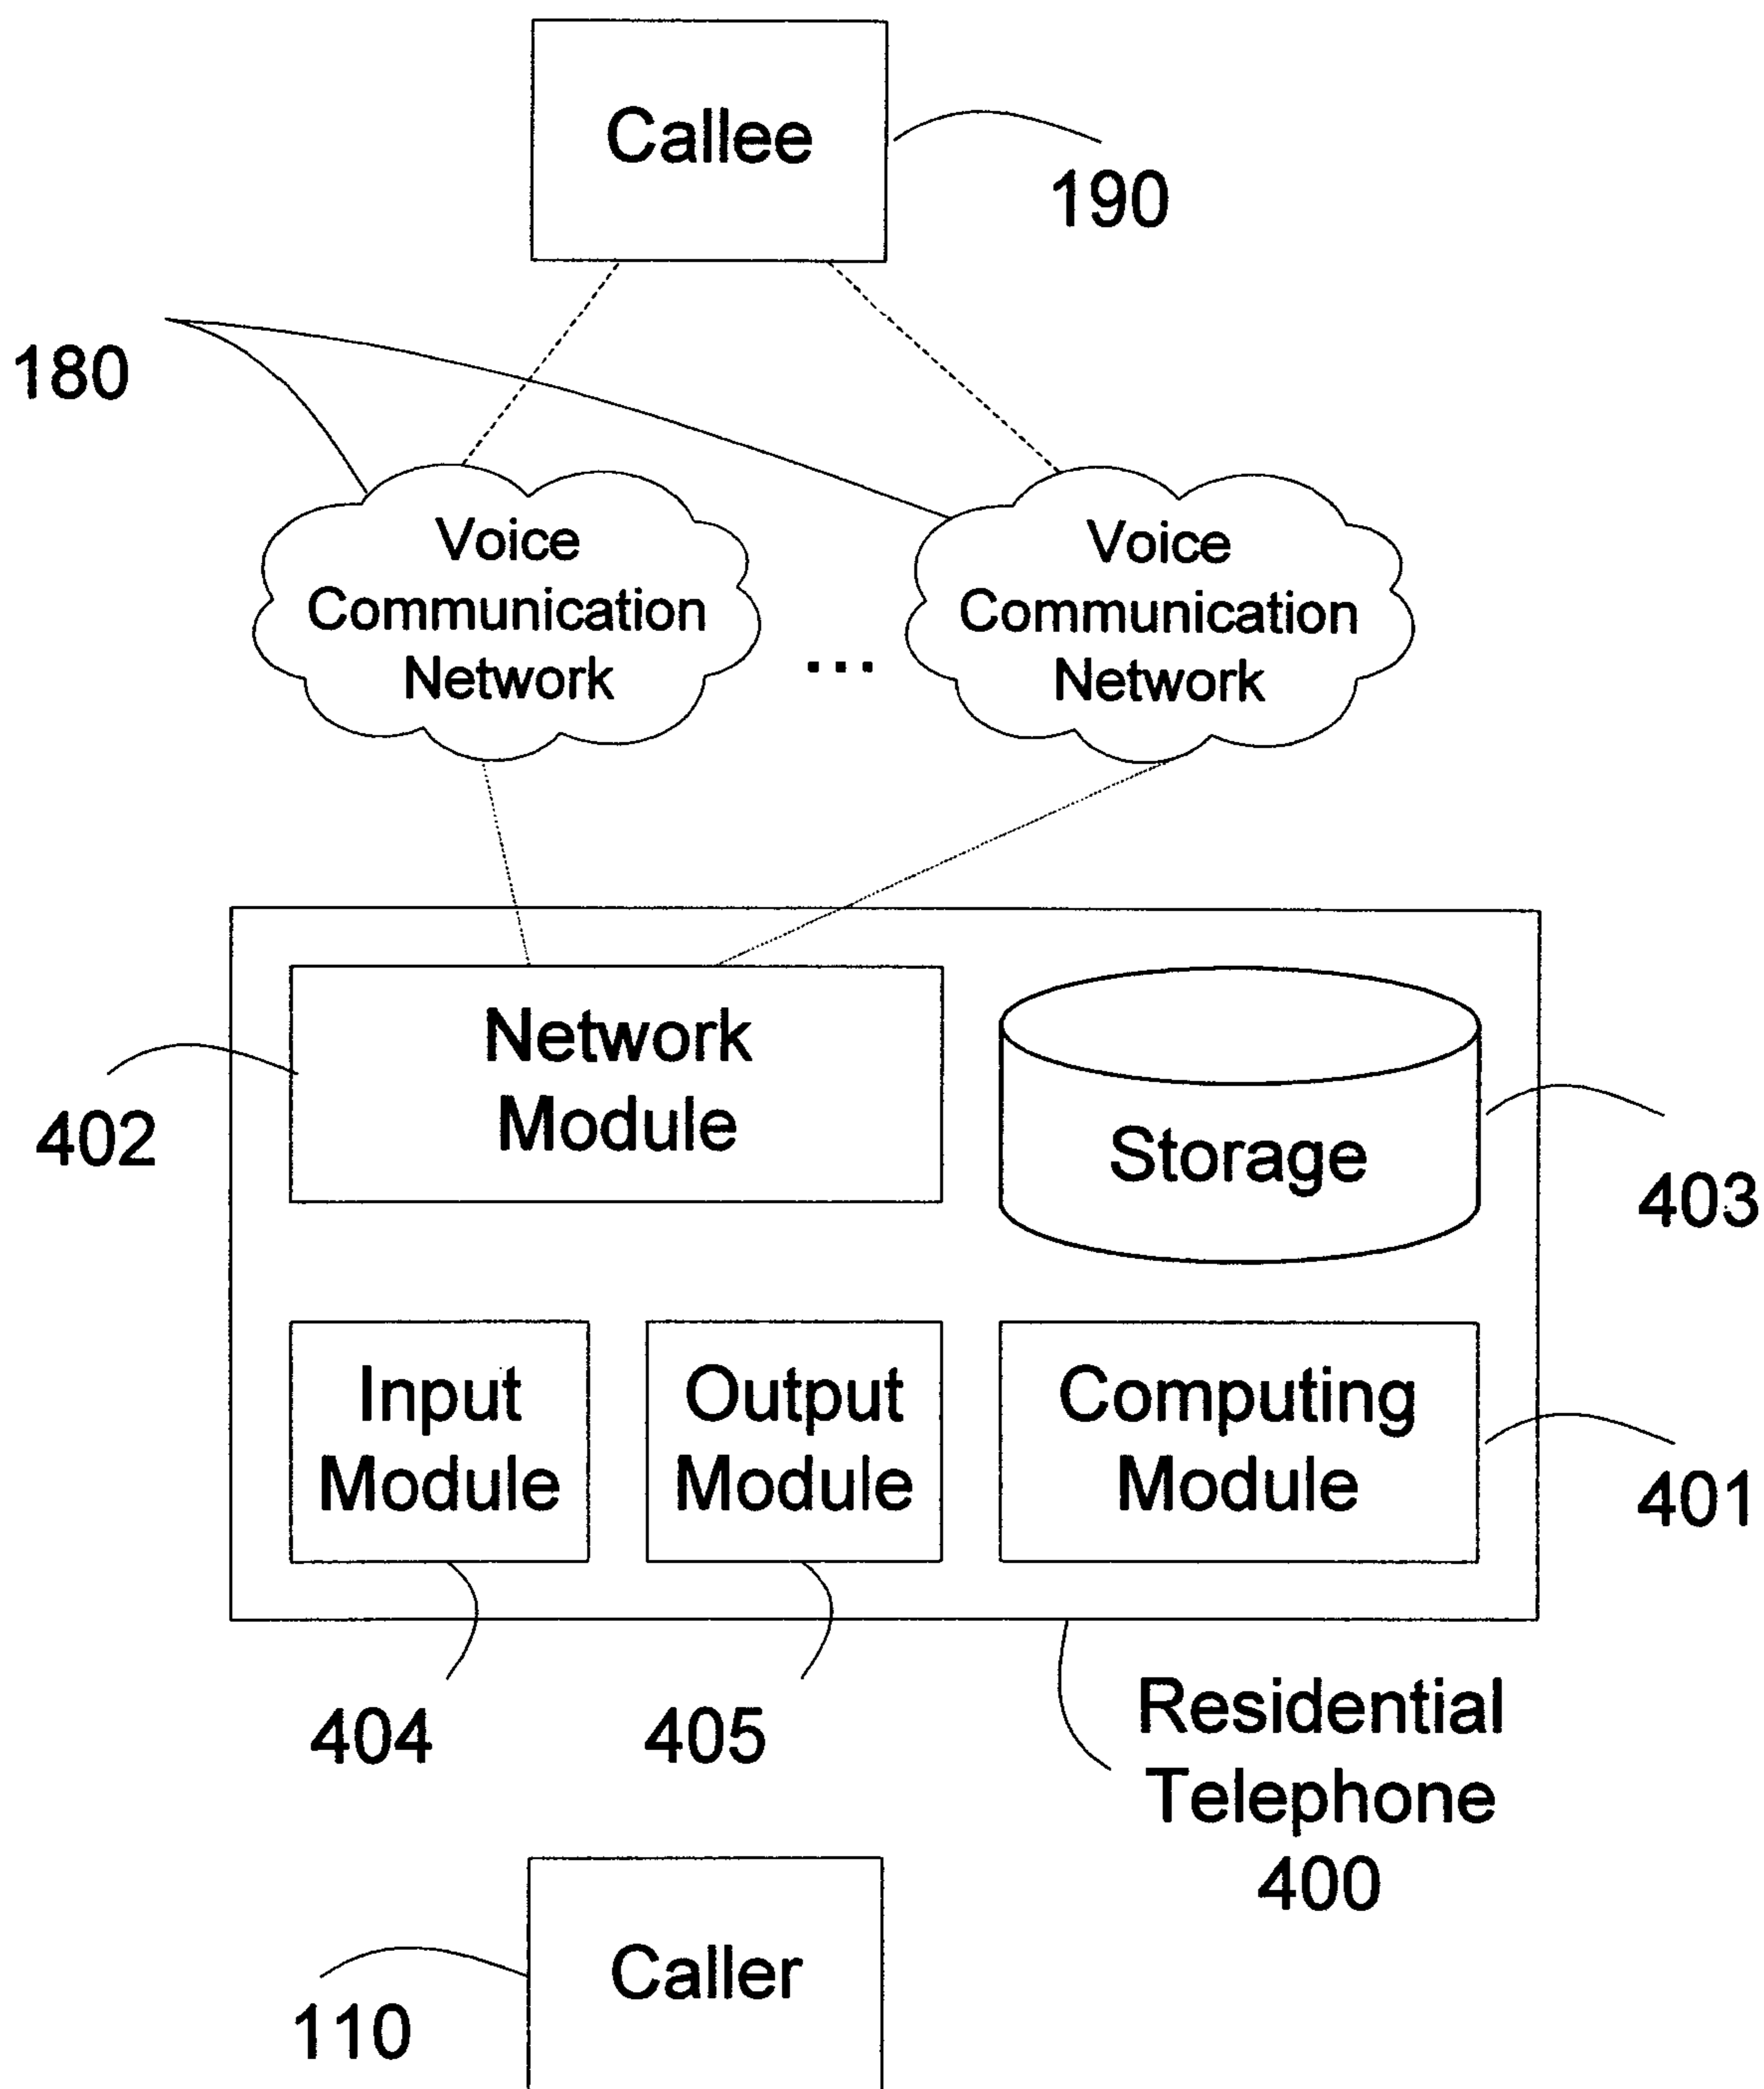 Callee
190
180
Voice
Communication
Network
...
Voice
Communication
Network
Network
Module
402
Storage
403
Input
Module
Output
Module
Computing
Module
401
404
405
Residential
Telephone
400
Caller
110